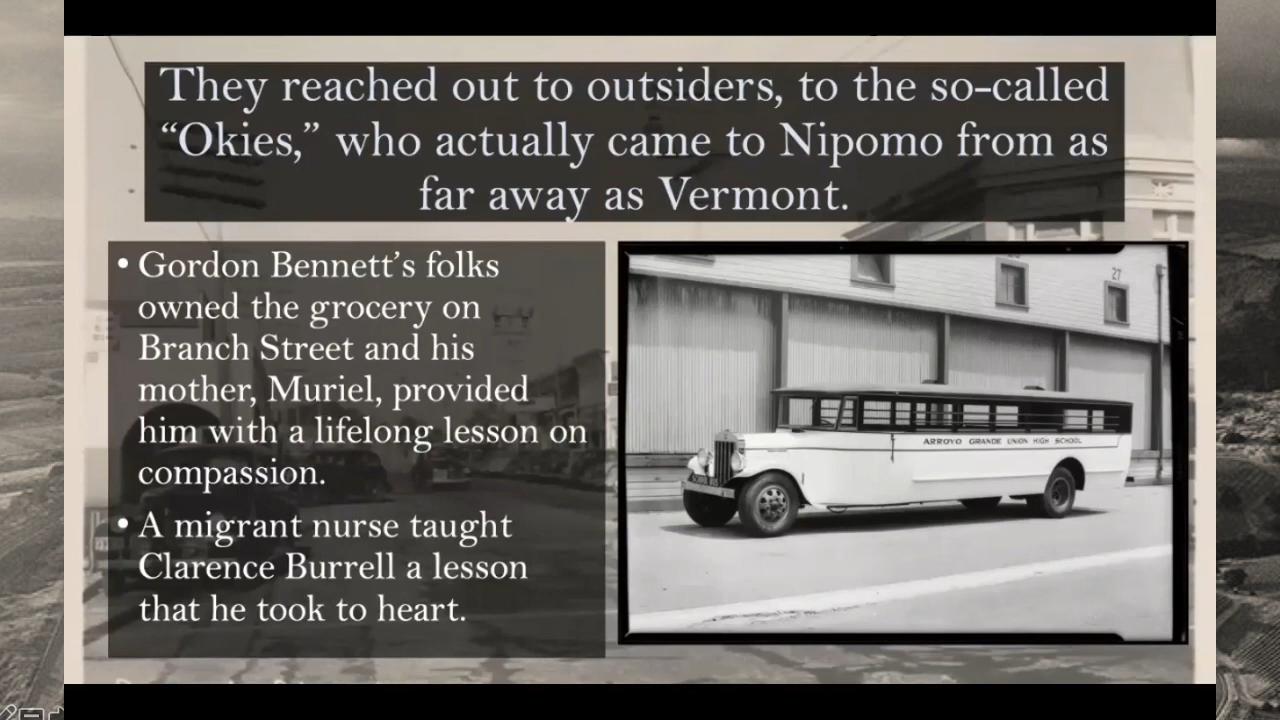 They reached out to outsiders, to the so-called
“Okies,” who actually came to Nipomo from as
far away as Vermont.
• Gordon Bennett’s folks
owned the grocery on
Branch Street and his
mother, Muriel, provided
him with a lifelong lesson on
compassion.
• A migrant nurse taught
Clarence Burrell a lesson
that he took to heart.
27
ARROYO GRANDE UNION HIGH SCHOOL